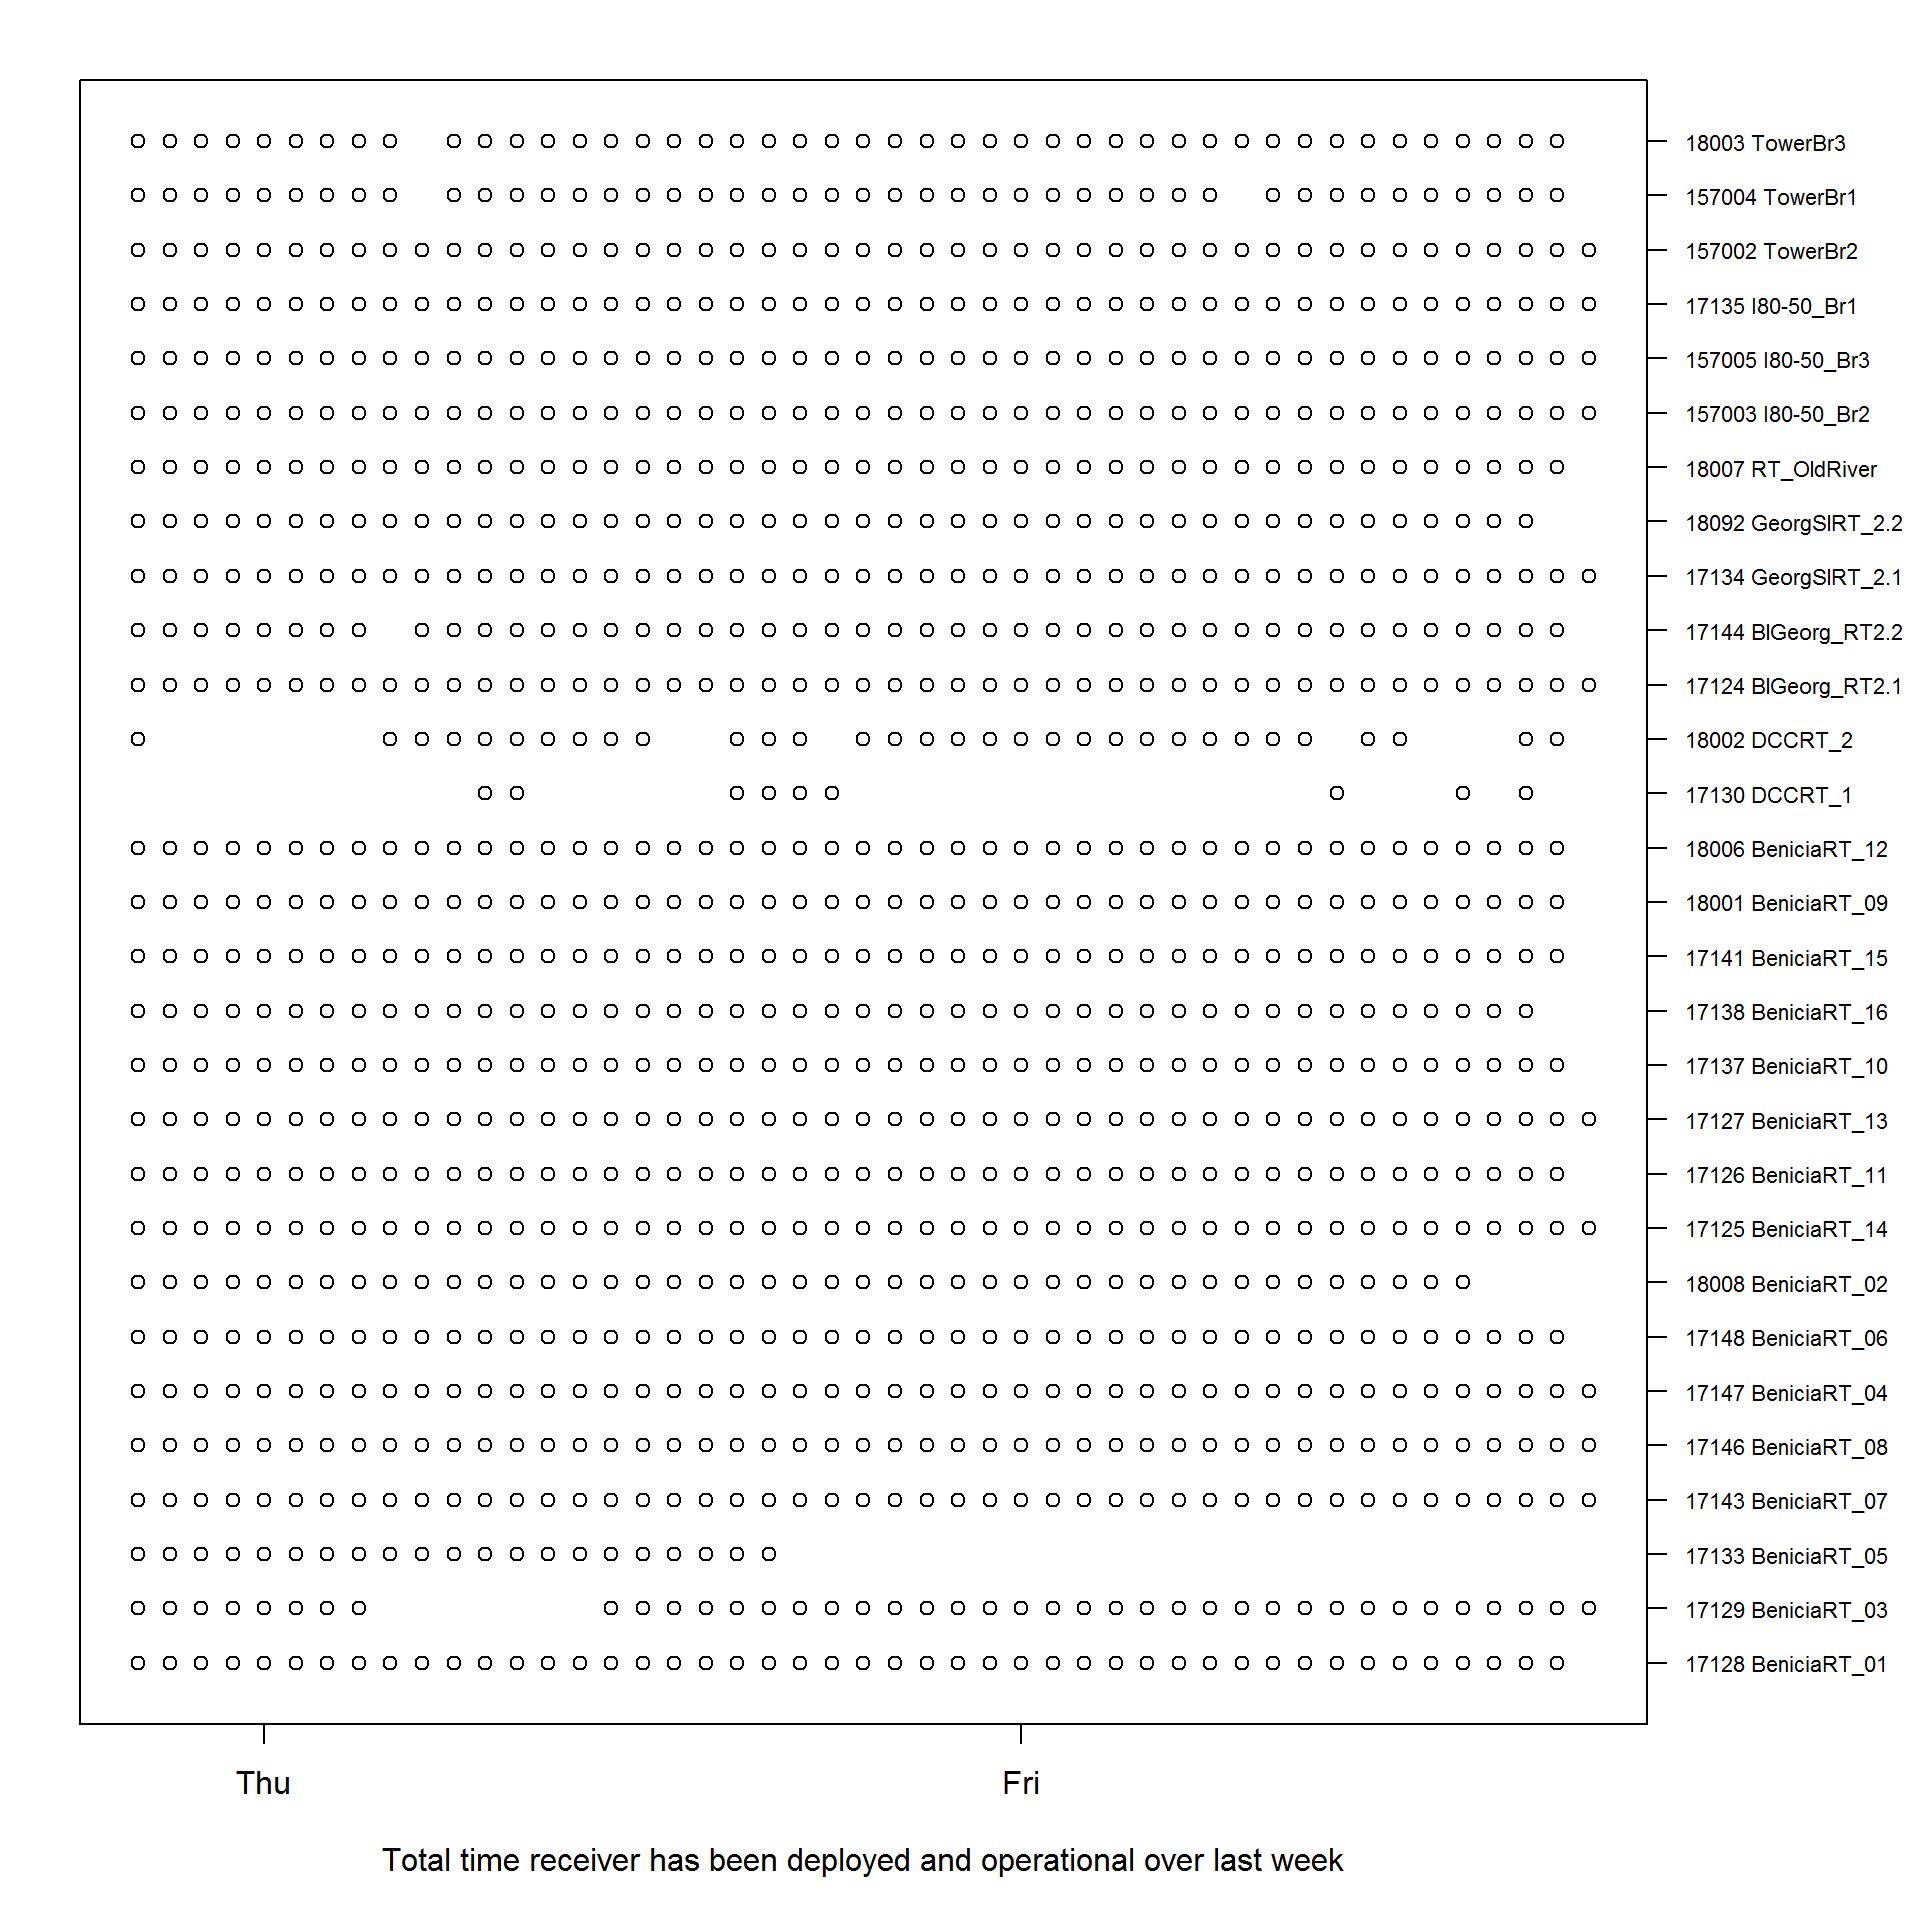 18003 TowerBr3
157004 TowerBr1
157002 TowerBr2
17135 I80-50_Br1
157005 I80-50_Br3
157003 I80-50_Br2
18007 RT_OldRiver
18092 GeorgSlRT_2.2
17134 GeorgSlRT_2.1
17144 BlGeorg_RT2.2
17124 BlGeorg_RT2.1
18002 DCCRT_2
17130 DCCRT_1
18006 BeniciaRT_12
18001 BeniciaRT_09
17141 BeniciaRT_15
17138 BeniciaRT_16
17137 BeniciaRT_10
17127 BeniciaRT_13
17126 BeniciaRT_11
17125 BeniciaRT_14
18008 BeniciaRT_02
17148 BeniciaRT_06
17147 BeniciaRT_04
17146 BeniciaRT_08
17143 BeniciaRT_07
17133 BeniciaRT_05
17129 BeniciaRT_03
17128 BeniciaRT_01
Thu Fri
Total time receiver has been deployed and operational over last week